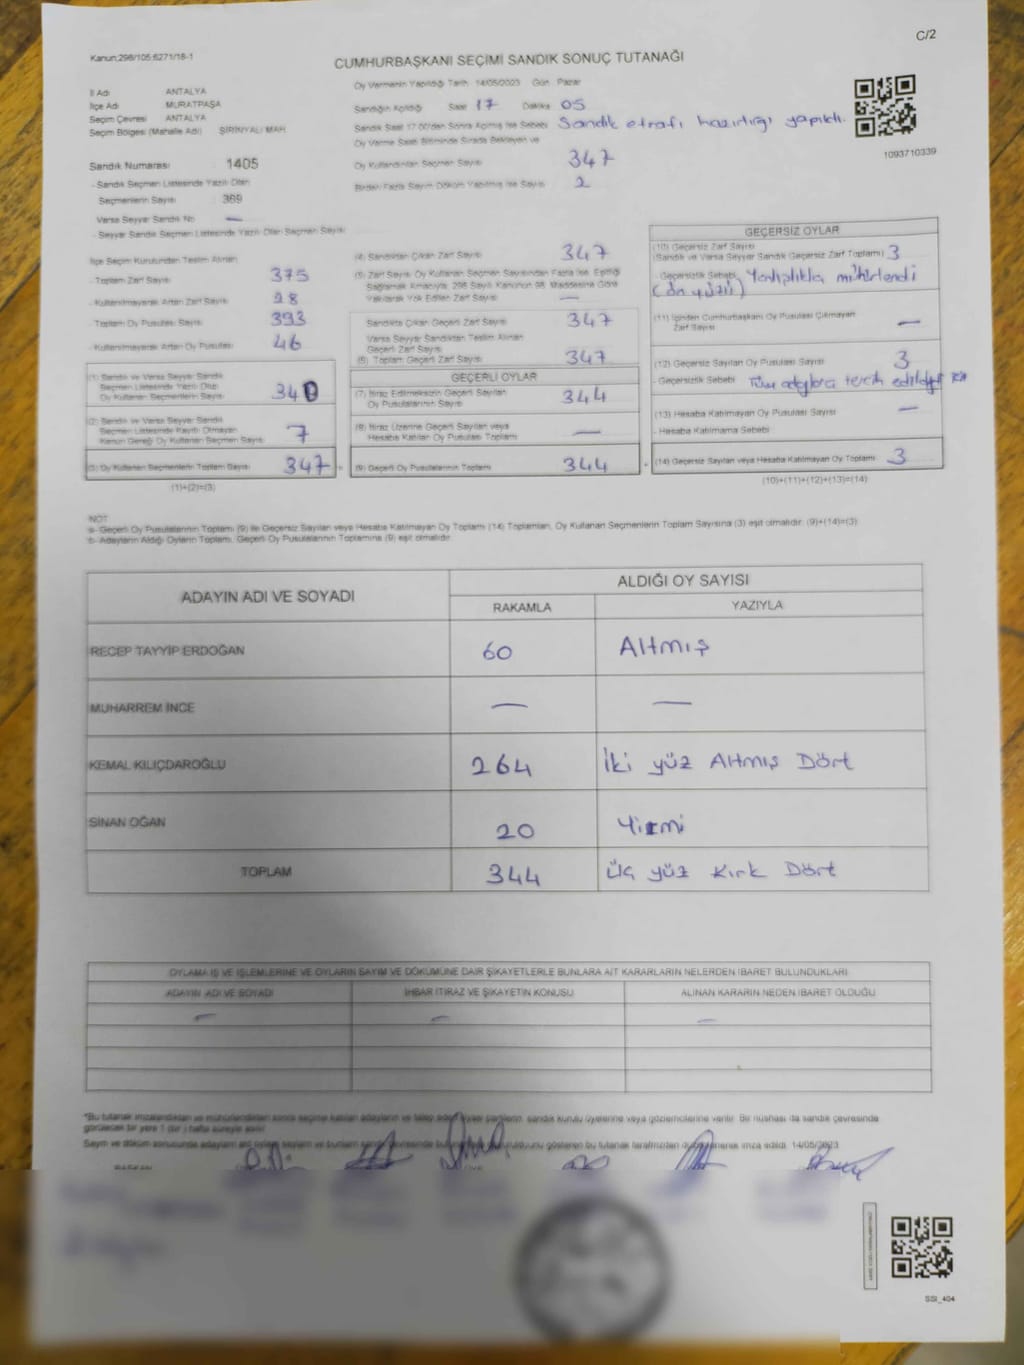 C/2
Kanun:298/105-6271/18-1
CUMHURBAŞKANI SEÇİMİ SANDIK SONUÇ TUTANAĞI
Oy Vermenin Yapıldığı Tarih 14/05/2023 Gün Pazar
İl Adı ANTALYA
İlçe Adı MURATPAŞA
Seçim Çevresi ANTALYA
Seçim Bölgesi (Mahalle Adı) ŞİRİNYALI MAH
Sandığın Açıldığı Saat 17 Dakika 05
Sandık Saat 17.00'den Sonra Açılmış İse Sebebi Sandık etrafı hazırlığı yapıldı.
Oy Verme Saati Bitiminde Sırada Bekleyen ve
Oy Kullandırılan Seçmen Sayısı 347
Birden Fazla Sayım Döküm Yapılmış İse Sayısı 2
1093710339
Sandık Numarası 1405
- Sandık Seçmen Listesinde Yazılı Olan
Seçmenlerin Sayısı 369
Varsa Seyyar Sandık No —
- Seyyar Sandık Seçmen Listesinde Yazılı Olan Seçmen Sayısı
İlçe Seçim Kurulundan Teslim Alınan
- Toplam Zarf Sayısı 375
- Kullanılmayarak Artan Zarf Sayısı 28
- Toplam Oy Pusulası Sayısı 393
- Kullanılmayarak Artan Oy Pusulası 46
(1) Sandık ve Varsa Seyyar Sandık
Seçmen Listesinde Yazılı Olup
Oy Kullanan Seçmenlerin Sayısı 340
(2) Sandık ve Varsa Seyyar Sandık
Seçmen Listesinde Kayıtlı Olmayan
Kanun Gereği Oy Kullanan Seçmen Sayısı 7
(3) Oy Kullanan Seçmenlerin Toplam Sayısı 347
(1)+(2)=(3)
(4) Sandıktan Çıkan Zarf Sayısı 347
(5) Zarf Sayısı Oy Kullanan Seçmen Sayısından Fazla İse, Eşitliği
Sağlamak Amacıyla, 298 Sayılı Kanunun 98. Maddesine Göre
Yakılarak Yok Edilen Zarf Sayısı —
Sandıkta Çıkan Geçerli Zarf Sayısı 347
Varsa Seyyar Sandıktan Teslim Alınan
Geçerli Zarf Sayısı
(6) Toplam Geçerli Zarf Sayısı 347
GEÇERLİ OYLAR
(7) İtiraz Edilmeksizin Geçerli Sayılan
Oy Pusulalarının Sayısı 344
(8) İtiraz Üzerine Geçerli Sayılan veya
Hesaba Katılan Oy Pusulası Toplamı —
(9) Geçerli Oy Pusulalarının Toplamı 344
GEÇERSİZ OYLAR
(10) Geçersiz Zarf Sayısı
(Sandık ve Varsa Seyyar Sandık Geçersiz Zarf Toplamı) 3
- Geçersizlik Sebebi Yanlışlıkla mühürlendi
(ön yüzü)
(11) İçinden Cumhurbaşkanı Oy Pusulası Çıkmayan
Zarf Sayısı —
(12) Geçersiz Sayılan Oy Pusulası Sayısı 3
- Geçersizlik Sebebi Tüm adaylara tercih edildiği için
(13) Hesaba Katılmayan Oy Pusulası Sayısı —
- Hesaba Katılmama Sebebi
(14) Geçersiz Sayılan veya Hesaba Katılmayan Oy Toplamı 3
(10)+(11)+(12)+(13)=(14)
NOT:
a- Geçerli Oy Pusulalarının Toplamı (9) ile Geçersiz Sayılan veya Hesaba Katılmayan Oy Toplamı (14) Toplamları, Oy Kullanan Seçmenlerin Toplam Sayısına (3) eşit olmalıdır. (9)+(14)=(3)
b- Adayların Aldığı Oyların Toplamı, Geçerli Oy Pusulalarının Toplamına (9) eşit olmalıdır.
ADAYIN ADI VE SOYADI ALDIĞI OY SAYISI
RAKAMLA YAZIYLA
RECEP TAYYİP ERDOĞAN 60 Altmış
MUHARREM İNCE — —
KEMAL KILIÇDAROĞLU 264 İki yüz Altmış Dört
SİNAN OĞAN 20 Yirmi
TOPLAM 344 Üç yüz Kırk Dört
OYLAMA İŞ VE İŞLEMLERİNE VE OYLARIN SAYIM VE DÖKÜMÜNE DAİR ŞİKAYETLERLE BUNLARA AİT KARARLARIN NELERDEN İBARET BULUNDUKLARI
ADAYIN ADI VE SOYADI İHBAR İTİRAZ VE ŞİKAYETİN KONUSU ALINAN KARARIN NEDEN İBARET OLDUĞU
— — —
*Bu tutanak imzalandıktan ve mühürlendikten sonra seçime katılan adayların ve talep eden siyasi partilerin, sandık kurulu üyelerine veya gözlemcilerine verilir. Bir nüshası da sandık çevresinde
görülecek bir yere 1 (bir) hafta süreyle asılır.
Sayım ve döküm sonucunda adayların 14/05/2023
BAŞKAN
SSI_404